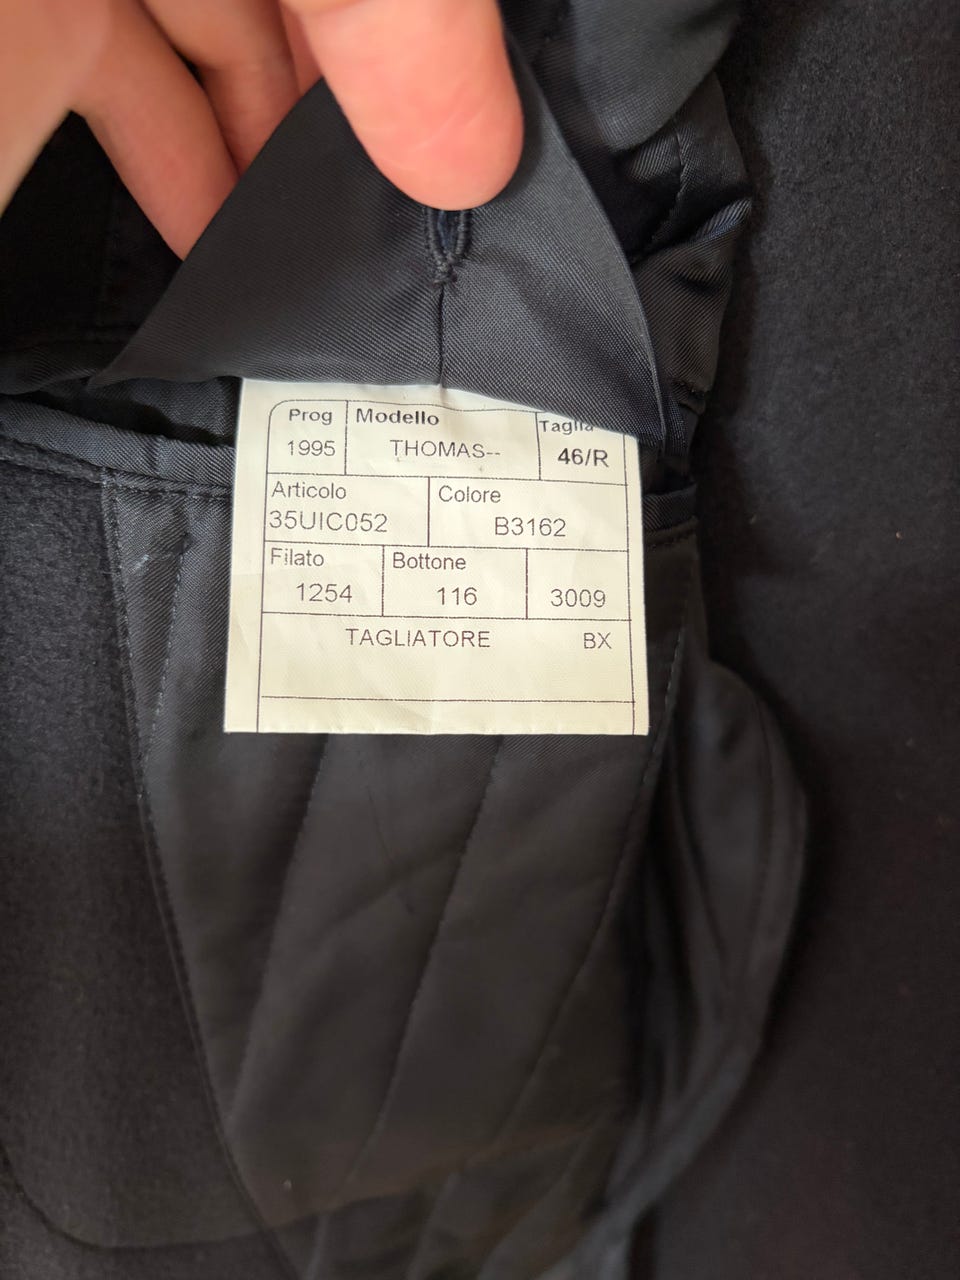 Prog Modello Taglia
1995 THOMAS-- 46/R
Articolo Colore
35UIC052 B3162
Filato Bottone
1254 116 3009
TAGLIATORE BX